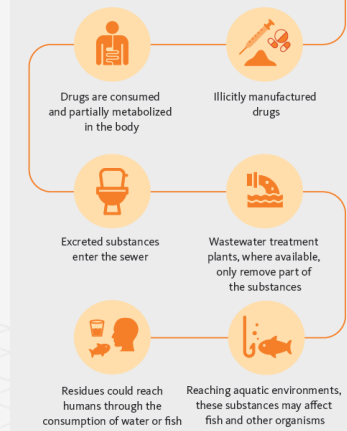 Drugs are consumed
and partially metabolized
in the body
Illicitly manufactured
drugs
Excreted substances
enter the sewer
Wastewater treatment
plants, where available,
only remove part of
the substances
Residues could reach
humans through the
consumption of water or fish
Reaching aquatic environments,
these substances may affect
fish and other organisms